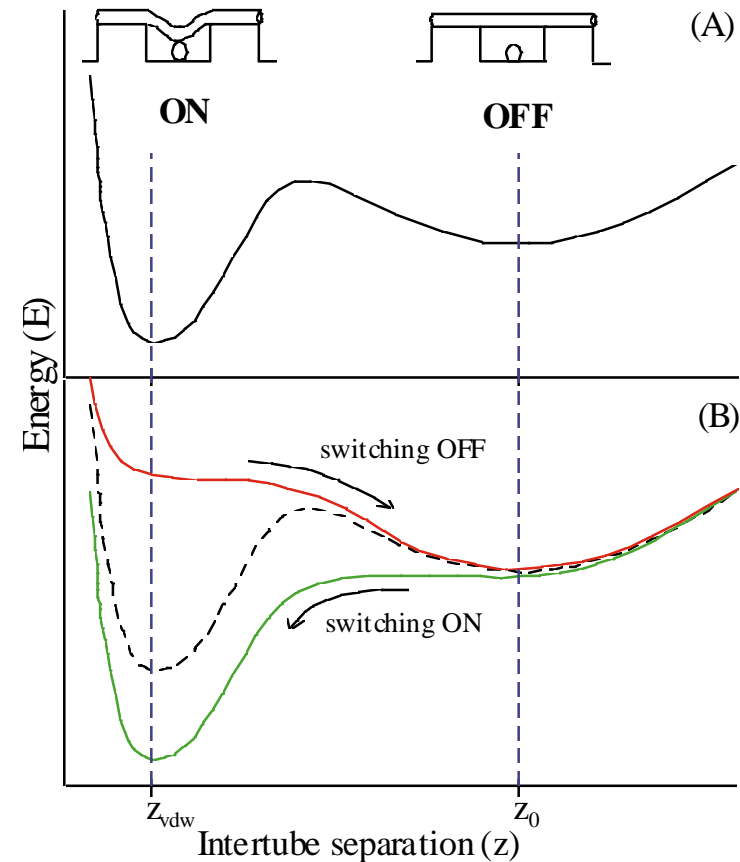 (A)
ON
OFF
Energy (E)
(B)
switching OFF
switching ON
z_vdw
z_0
Intertube separation (z)